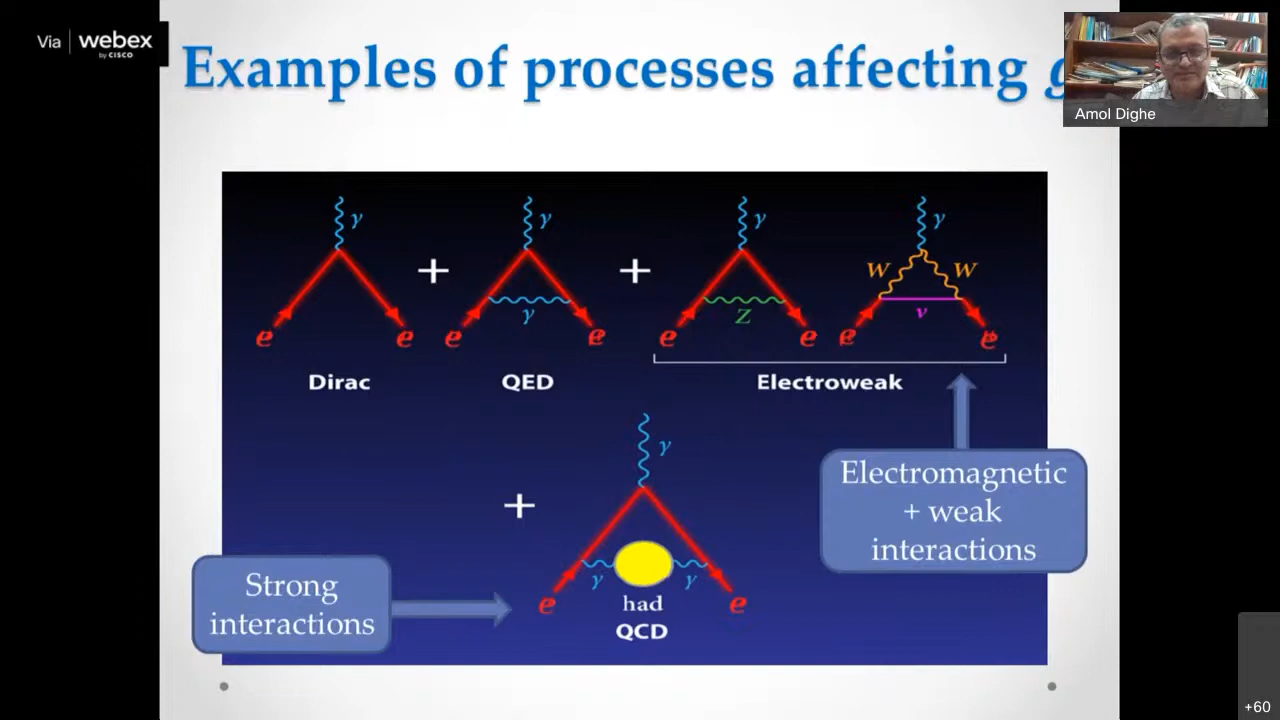 Via webex
by CISCO
Examples of processes affecting g
Amol Dighe
γ γ γ γ
W W
γ Z ν
e e e e e e e e
Dirac QED Electroweak
+ + +
γ
Electromagnetic
+ weak
interactions
Strong
interactions
γ γ
e had e
QCD
+60